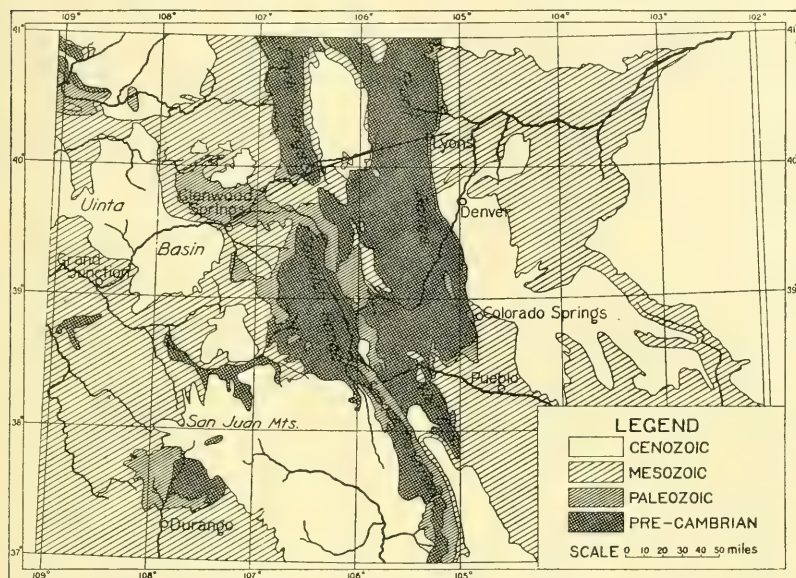 109° 108° 107° 106° 105° 104° 103° 102°
41° 41°
Lyons
40° 40°
Glenwood
Springs
Uinta
Denver
Basin
Grand
Junction
39° 39°
Colorado Springs
Pueblo
38°
San Juan Mts.
LEGEND
CENOZOIC
MESOZOIC
PALEOZOIC
PRE-CAMBRIAN
SCALE 0 10 20 30 40 50 miles
Durango
37°
109° 108° 107° 106° 105°